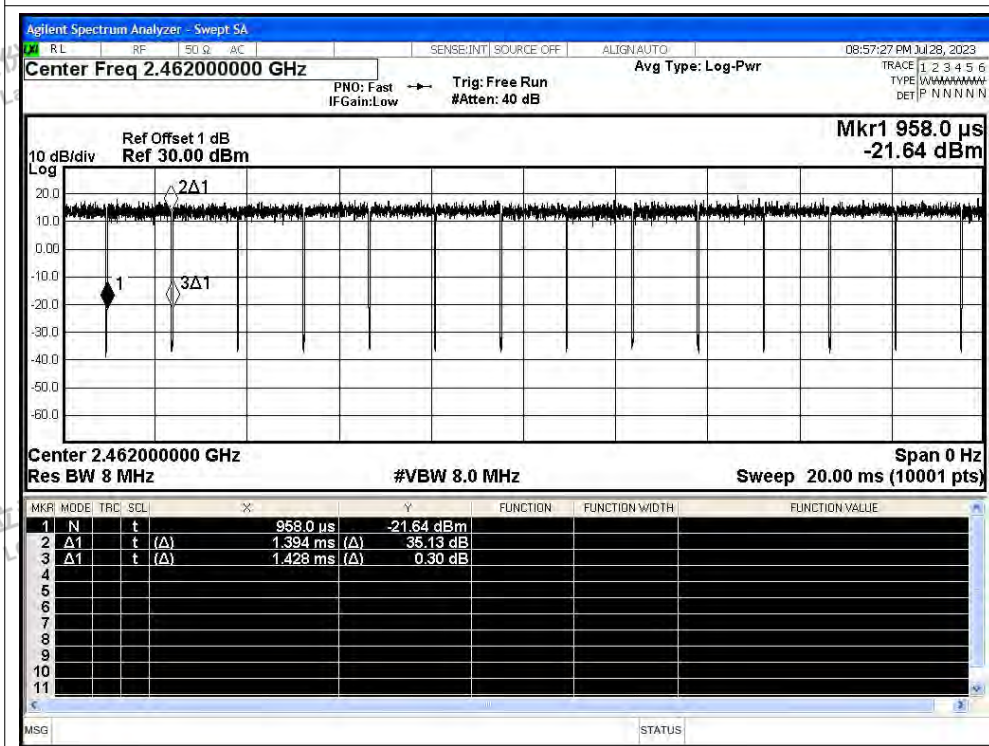 Agilent Spectrum Analyzer - Swept SA
LXI RL RF 50 Ω AC SENSE:INT SOURCE OFF ALIGN AUTO 08:57:27 PM Jul 28, 2023
Center Freq 2.462000000 GHz
Avg Type: Log-Pwr
TRACE 1 2 3 4 5 6
PNO: Fast Trig: Free Run
TYPE WWWWWW
IFGain:Low #Atten: 40 dB
DET P N N N N N
Mkr1 958.0 µs
Ref Offset 1 dB
10 dB/div Ref 30.00 dBm
-21.64 dBm
Log
20.0
2Δ1
10.0
0.00
-10.0
1
3Δ1
-20.0
-30.0
-40.0
-50.0
-60.0
Center 2.462000000 GHz Span 0 Hz
Res BW 8 MHz #VBW 8.0 MHz Sweep 20.00 ms (10001 pts)
MKR MODE TRC SCL X Y FUNCTION FUNCTION WIDTH FUNCTION VALUE
1 N t 958.0 µs -21.64 dBm
2 Δ1 t (Δ) 1.394 ms (Δ) 35.13 dB
3 Δ1 t (Δ) 1.428 ms (Δ) 0.30 dB
4
5
6
7
8
9
10
11
MSG STATUS